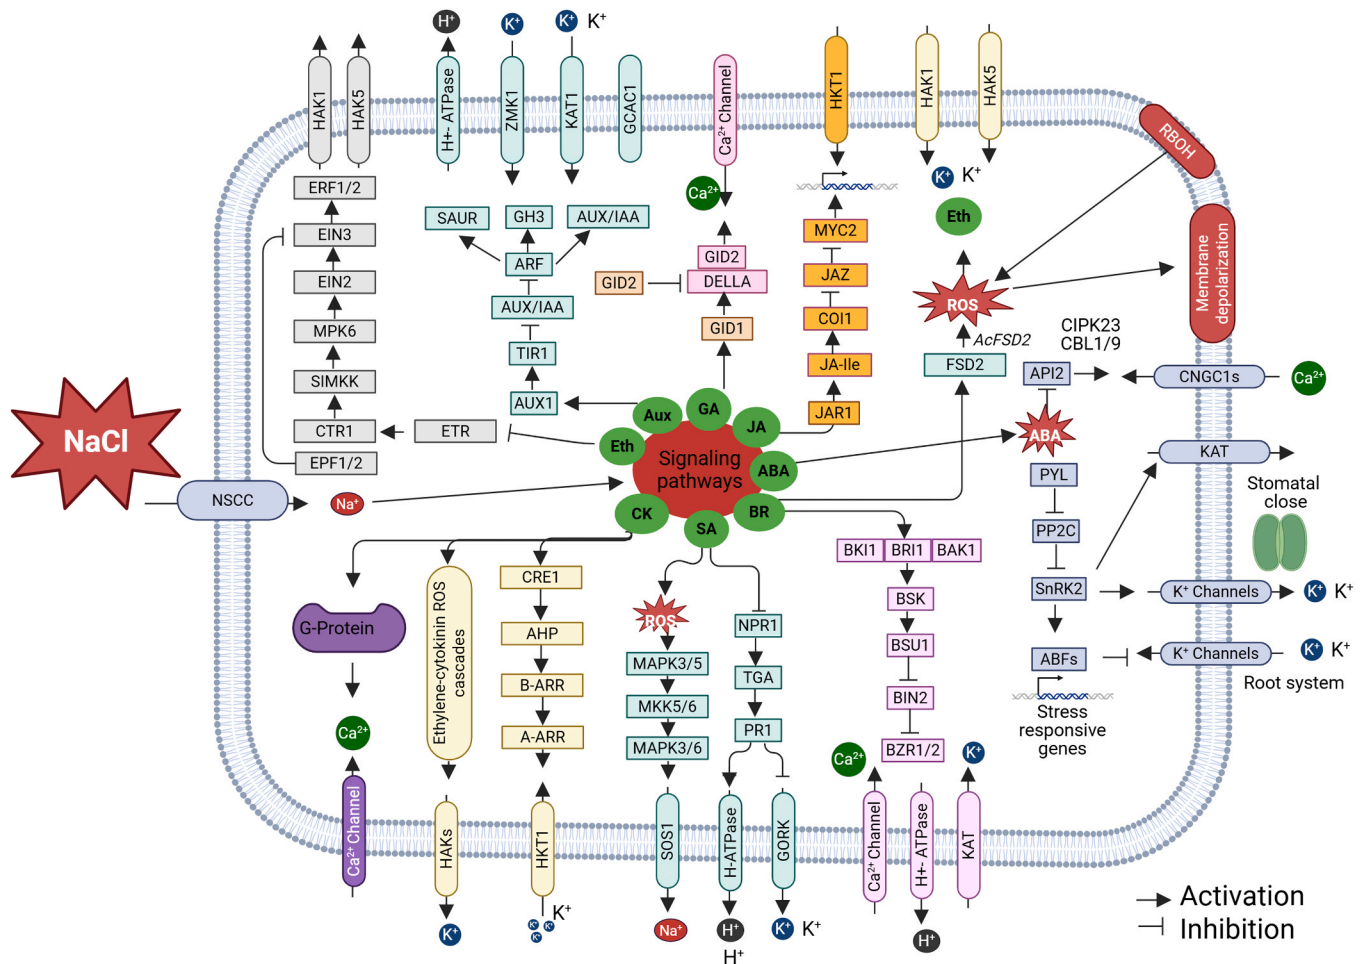 H⁺
K⁺
K⁺
K⁺
HAK1
HAK5
H+- ATPase
ZMK1
KAT1
GCAC1
Ca²⁺ Channel
HKT1
HAK1
HAK5
RBOH
Ca²⁺
K⁺
K⁺
Eth
ERF1/2
EIN3
EIN2
MPK6
SIMKK
CTR1
ETR
EPF1/2
SAUR
GH3
AUX/IAA
ARF
AUX/IAA
TIR1
AUX1
GID2
GID2
DELLA
GID1
MYC2
JAZ
COI1
JA-Ile
JAR1
ROS
AcFSD2
FSD2
Membrane
depolarization
CIPK23
CBL1/9
API2
CNGC1s
Ca²⁺
ABA
KAT
PYL
PP2C
SnRK2
ABFs
Stress
responsive
genes
Stomatal
close
K⁺ Channels
K⁺
K⁺
K⁺ Channels
K⁺
K⁺
Root system
NaCl
NSCC
Na⁺
Signaling
pathways
Aux
GA
JA
Eth
ABA
CK
SA
BR
G-Protein
Ca²⁺
Ca²⁺ Channel
Ethylene-cytokinin ROS
cascades
HAKs
K⁺
CRE1
AHP
B-ARR
A-ARR
HKT1
K⁺
K⁺
K⁺
K⁺
ROS
MAPK3/5
MKK5/6
MAPK3/6
SOS1
Na⁺
NPR1
TGA
PR1
H-ATPase
H⁺
H⁺
GORK
K⁺
K⁺
BKI1
BRI1
BAK1
BSK
BSU1
BIN2
BZR1/2
Ca²⁺
K⁺
Ca²⁺ Channel
H+- ATPase
KAT
H⁺
Activation
Inhibition